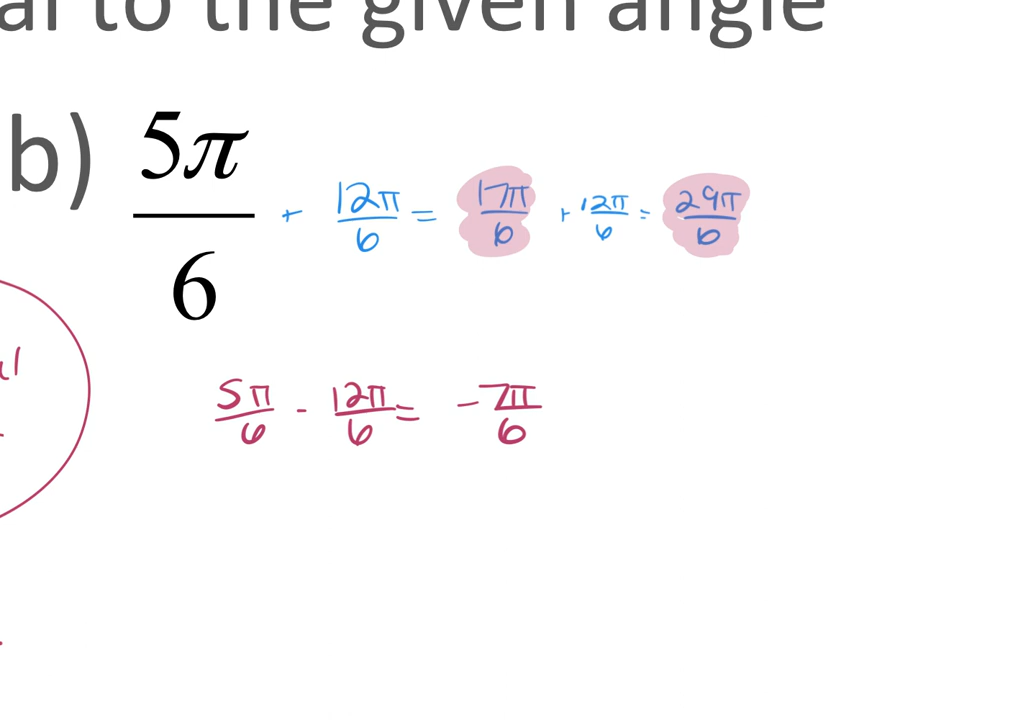 to the given angle
b) 5π/6 + 12π/6 = 17π/6 + 12π/6 = 29π/6
5π/6 - 12π/6 = -7π/6